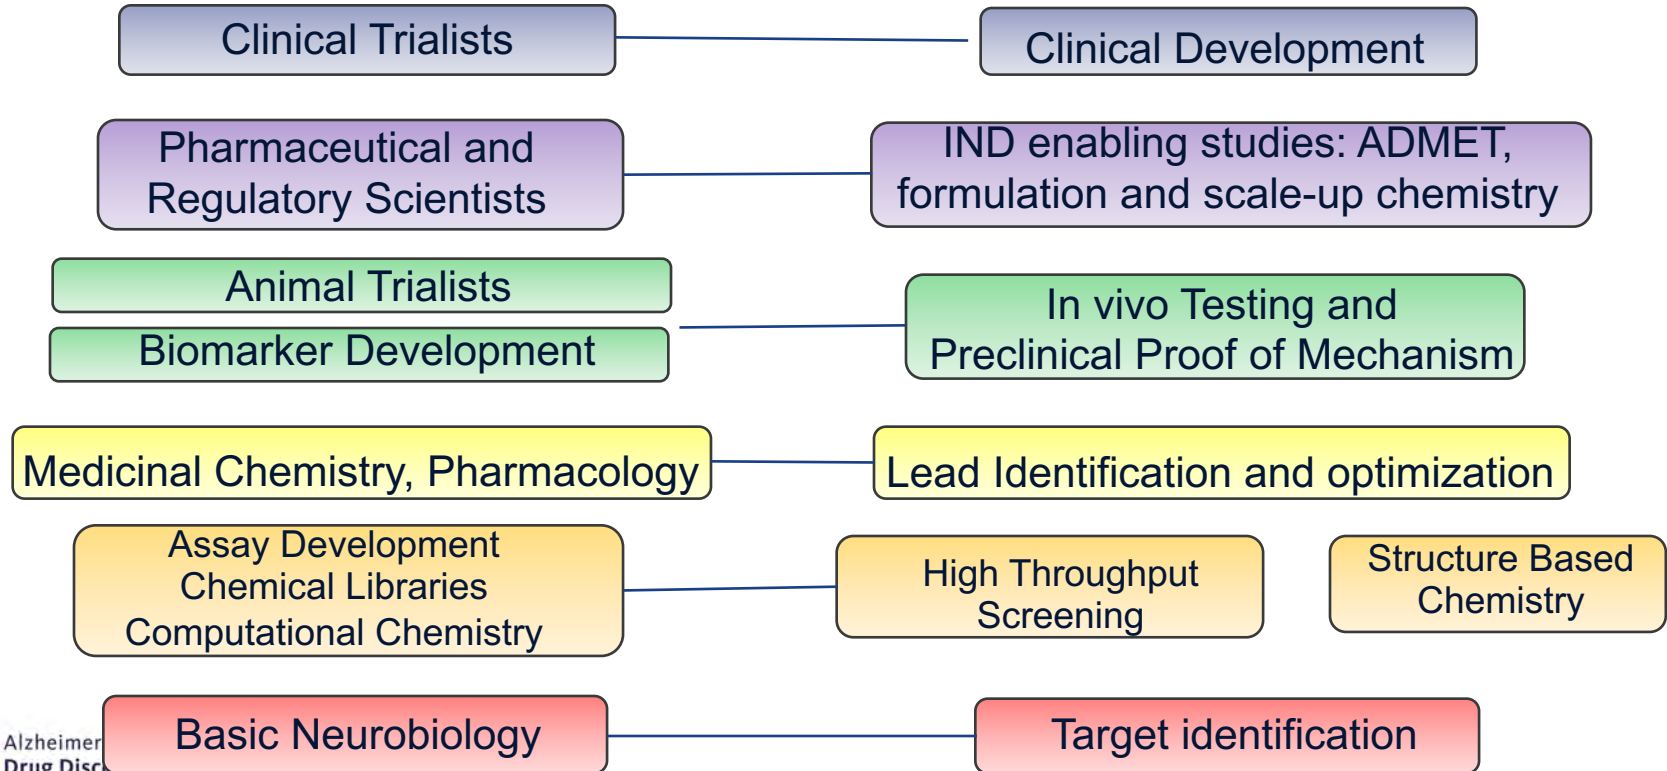 Clinical Trialists
Clinical Development
Pharmaceutical and
Regulatory Scientists
IND enabling studies: ADMET,
formulation and scale-up chemistry
Animal Trialists
Biomarker Development
In vivo Testing and
Preclinical Proof of Mechanism
Medicinal Chemistry, Pharmacology
Lead Identification and optimization
Assay Development
Chemical Libraries
Computational Chemistry
High Throughput
Screening
Structure Based
Chemistry
Basic Neurobiology
Target identification
Alzheimer
Drug